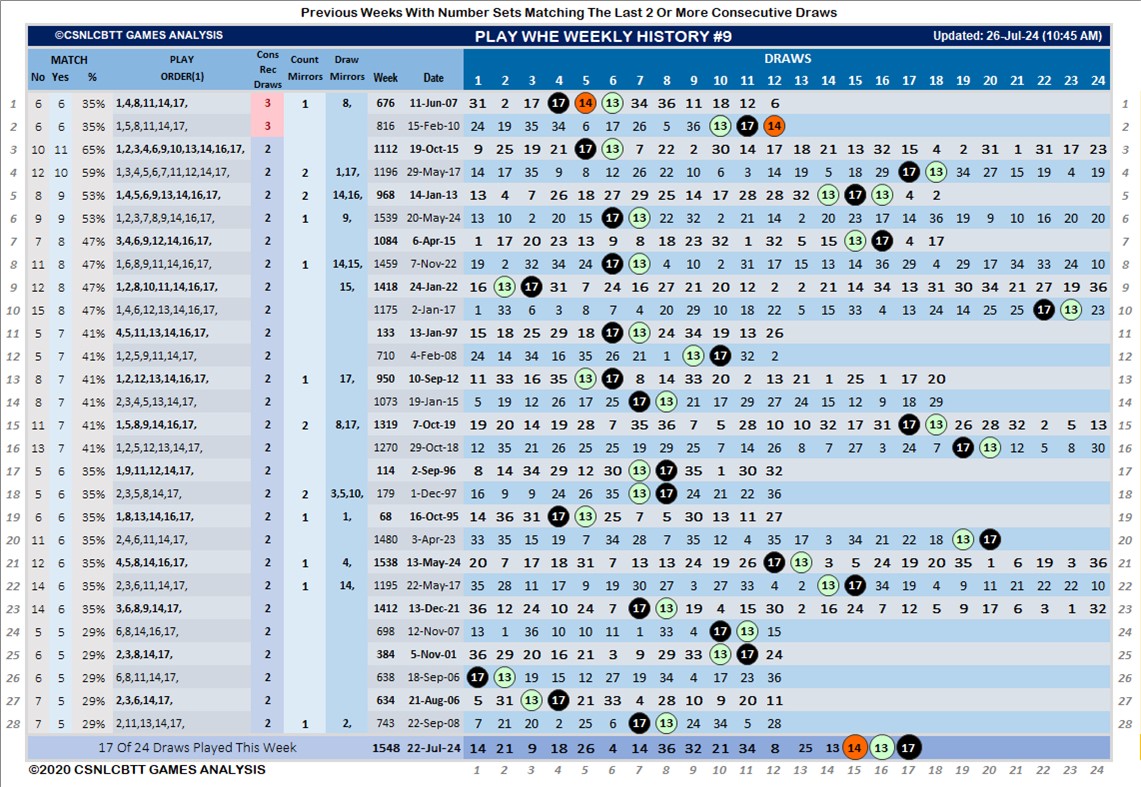 Previous Weeks With Number Sets Matching The Last 2 Or More Consecutive Draws
©CSNLCBTT GAMES ANALYSIS PLAY WHE WEEKLY HISTORY #9 Updated: 26-Jul-24 (10:45 AM)
MATCH PLAY Cons Count Draw DRAWS
No Yes % ORDER(1) Rec Draws Mirrors Mirrors Week Date 1 2 3 4 5 6 7 8 9 10 11 12 13 14 15 16 17 18 19 20 21 22 23 24
1 6 6 35% 1,4,8,11,14,17, 3 1 8, 676 11-Jun-07 31 2 17 17 14 13 34 36 11 18 12 6 1
2 6 6 35% 1,5,8,11,14,17, 3 816 15-Feb-10 24 19 35 34 6 17 26 5 36 13 17 14 2
3 10 11 65% 1,2,3,4,6,9,10,13,14,16,17, 2 1112 19-Oct-15 9 25 19 21 17 13 7 22 2 30 14 17 18 21 13 32 15 4 2 31 1 31 17 23 3
4 12 10 59% 1,3,4,5,6,7,11,12,14,17, 2 2 1,17, 1196 29-May-17 14 17 35 9 8 12 26 22 10 6 3 14 19 5 18 29 17 18 34 27 15 19 4 19 4
5 8 9 53% 1,4,5,6,9,13,14,16,17, 2 2 14,16, 968 14-Jan-13 13 4 7 26 18 27 29 25 14 17 28 28 32 14 17 13 4 2 5
6 9 9 53% 1,2,3,7,8,9,14,16,17, 2 1 9, 1539 20-May-24 13 10 2 20 15 17 13 22 32 2 21 14 2 20 23 17 14 36 19 9 10 16 20 20 6
7 7 8 47% 3,4,6,9,12,14,16,17, 2 1084 6-Apr-15 1 17 20 23 13 9 8 18 23 32 1 32 5 15 13 17 4 17 7
8 11 8 47% 1,6,8,9,11,14,16,17, 2 1 14,15, 1459 7-Nov-22 19 2 32 34 24 17 13 4 10 2 31 17 15 13 14 36 29 4 29 17 34 33 24 10 8
9 12 8 47% 1,2,8,10,11,14,16,17, 2 15, 1418 24-Jan-22 16 13 17 31 7 24 16 27 21 20 12 2 2 21 14 34 13 31 30 34 21 27 19 36 9
10 15 8 47% 1,4,6,12,13,14,16,17, 2 1175 2-Jan-17 1 33 6 3 8 7 4 20 29 10 18 22 5 15 33 4 13 24 14 25 25 17 13 23 10
11 5 7 41% 4,5,11,13,14,16,17, 2 133 13-Jan-97 15 18 25 29 18 17 13 24 34 19 13 26 11
12 5 7 41% 1,2,5,9,11,14,17, 2 710 4-Feb-08 24 14 34 16 35 26 21 1 13 17 32 2 12
13 8 7 41% 1,2,12,13,14,16,17, 2 1 17, 950 10-Sep-12 11 33 16 35 13 17 8 14 33 20 2 13 21 1 25 1 17 20 13
14 8 7 41% 2,3,4,5,13,14,17, 2 1073 19-Jan-15 5 19 12 26 17 25 17 13 21 17 29 27 24 15 12 9 18 29 14
15 11 7 41% 1,5,8,9,14,16,17, 2 2 8,17, 1319 7-Oct-19 19 20 14 19 28 7 35 36 7 5 28 10 10 32 17 31 17 13 26 28 32 2 5 13 15
16 13 7 41% 1,2,5,12,13,14,16,17, 2 1270 29-Oct-18 12 35 21 26 25 25 19 29 25 7 14 26 8 7 27 3 24 7 17 13 12 5 8 30 16
17 5 6 35% 1,9,11,12,14,17, 2 114 2-Sep-96 8 14 34 29 12 30 13 17 35 1 30 32 17
18 5 6 35% 2,3,5,8,14,17, 2 2 3,5,10, 179 1-Dec-97 16 9 9 24 26 35 13 17 24 21 22 36 18
19 6 6 35% 1,8,13,14,16,17, 2 1 1, 68 16-Oct-95 14 36 31 17 13 25 7 5 30 13 11 27 19
20 11 6 35% 2,4,6,11,14,17, 2 1480 3-Apr-23 33 35 15 19 7 34 28 7 35 12 4 35 17 3 34 21 22 18 13 17 20
21 12 6 35% 4,5,8,14,16,17, 2 1 4, 1538 13-May-24 20 7 17 18 31 7 13 13 24 19 26 17 13 3 5 24 19 20 35 1 6 19 3 36 21
22 14 6 35% 2,3,6,11,14,17, 2 1 14, 1195 22-May-17 35 28 11 17 9 19 30 27 3 27 33 4 2 13 17 34 19 4 9 11 21 22 22 10 22
23 14 6 35% 3,6,8,9,14,17, 2 1412 13-Dec-21 36 12 24 10 24 7 17 13 19 4 15 30 2 16 24 7 12 5 9 17 6 3 1 32 23
24 5 5 29% 6,8,14,16,17, 2 698 12-Nov-07 13 1 36 10 10 11 1 33 4 17 13 15 24
25 6 5 29% 2,3,8,14,17, 2 384 5-Nov-01 36 29 20 16 21 3 9 29 33 13 17 24 25
26 6 5 29% 6,8,11,14,17, 2 638 18-Sep-06 17 13 19 15 12 27 19 34 4 17 23 36 26
27 7 5 29% 2,3,6,14,17, 2 634 21-Aug-06 5 31 13 17 21 33 4 28 10 9 20 11 27
28 7 5 29% 2,11,13,14,17, 2 1 2, 743 22-Sep-08 7 21 20 2 25 6 17 13 24 34 5 28 28
17 Of 24 Draws Played This Week 1548 22-Jul-24 14 21 9 18 26 4 14 36 32 21 34 8 25 13 14 13 17
©2020 CSNLCBTT GAMES ANALYSIS 1 2 3 4 5 6 7 8 9 10 11 12 13 14 15 16 17 18 19 20 21 22 23 24